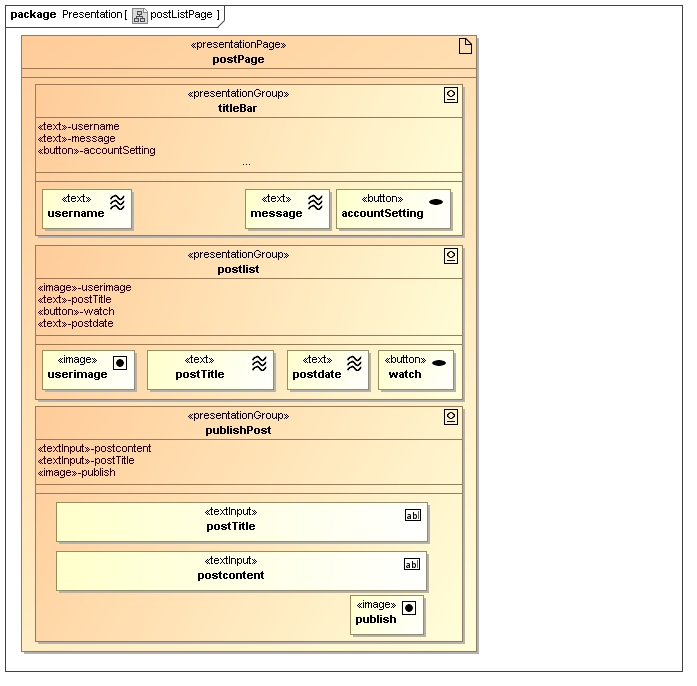 package Presentation [ postListPage ]
«presentationPage»
postPage
«presentationGroup»
titleBar
«text»-username
«text»-message
«button»-accountSetting
...
«text»
username
«text»
message
«button»
accountSetting
«presentationGroup»
postlist
«image»-userimage
«text»-postTitle
«button»-watch
«text»-postdate
«image»
userimage
«text»
postTitle
«text»
postdate
«button»
watch
«presentationGroup»
publishPost
«textInput»-postcontent
«textInput»-postTitle
«image»-publish
«textInput»
postTitle
abl
«textInput»
postcontent
abl
«image»
publish